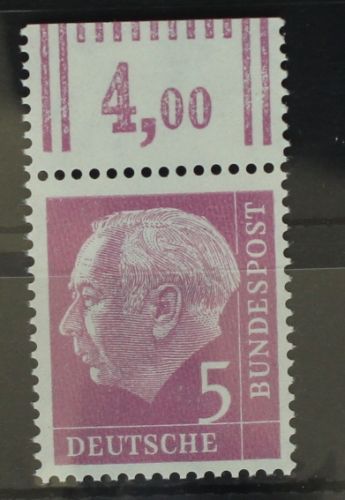 4,00
5
BUNDESPOST
DEUTSCHE